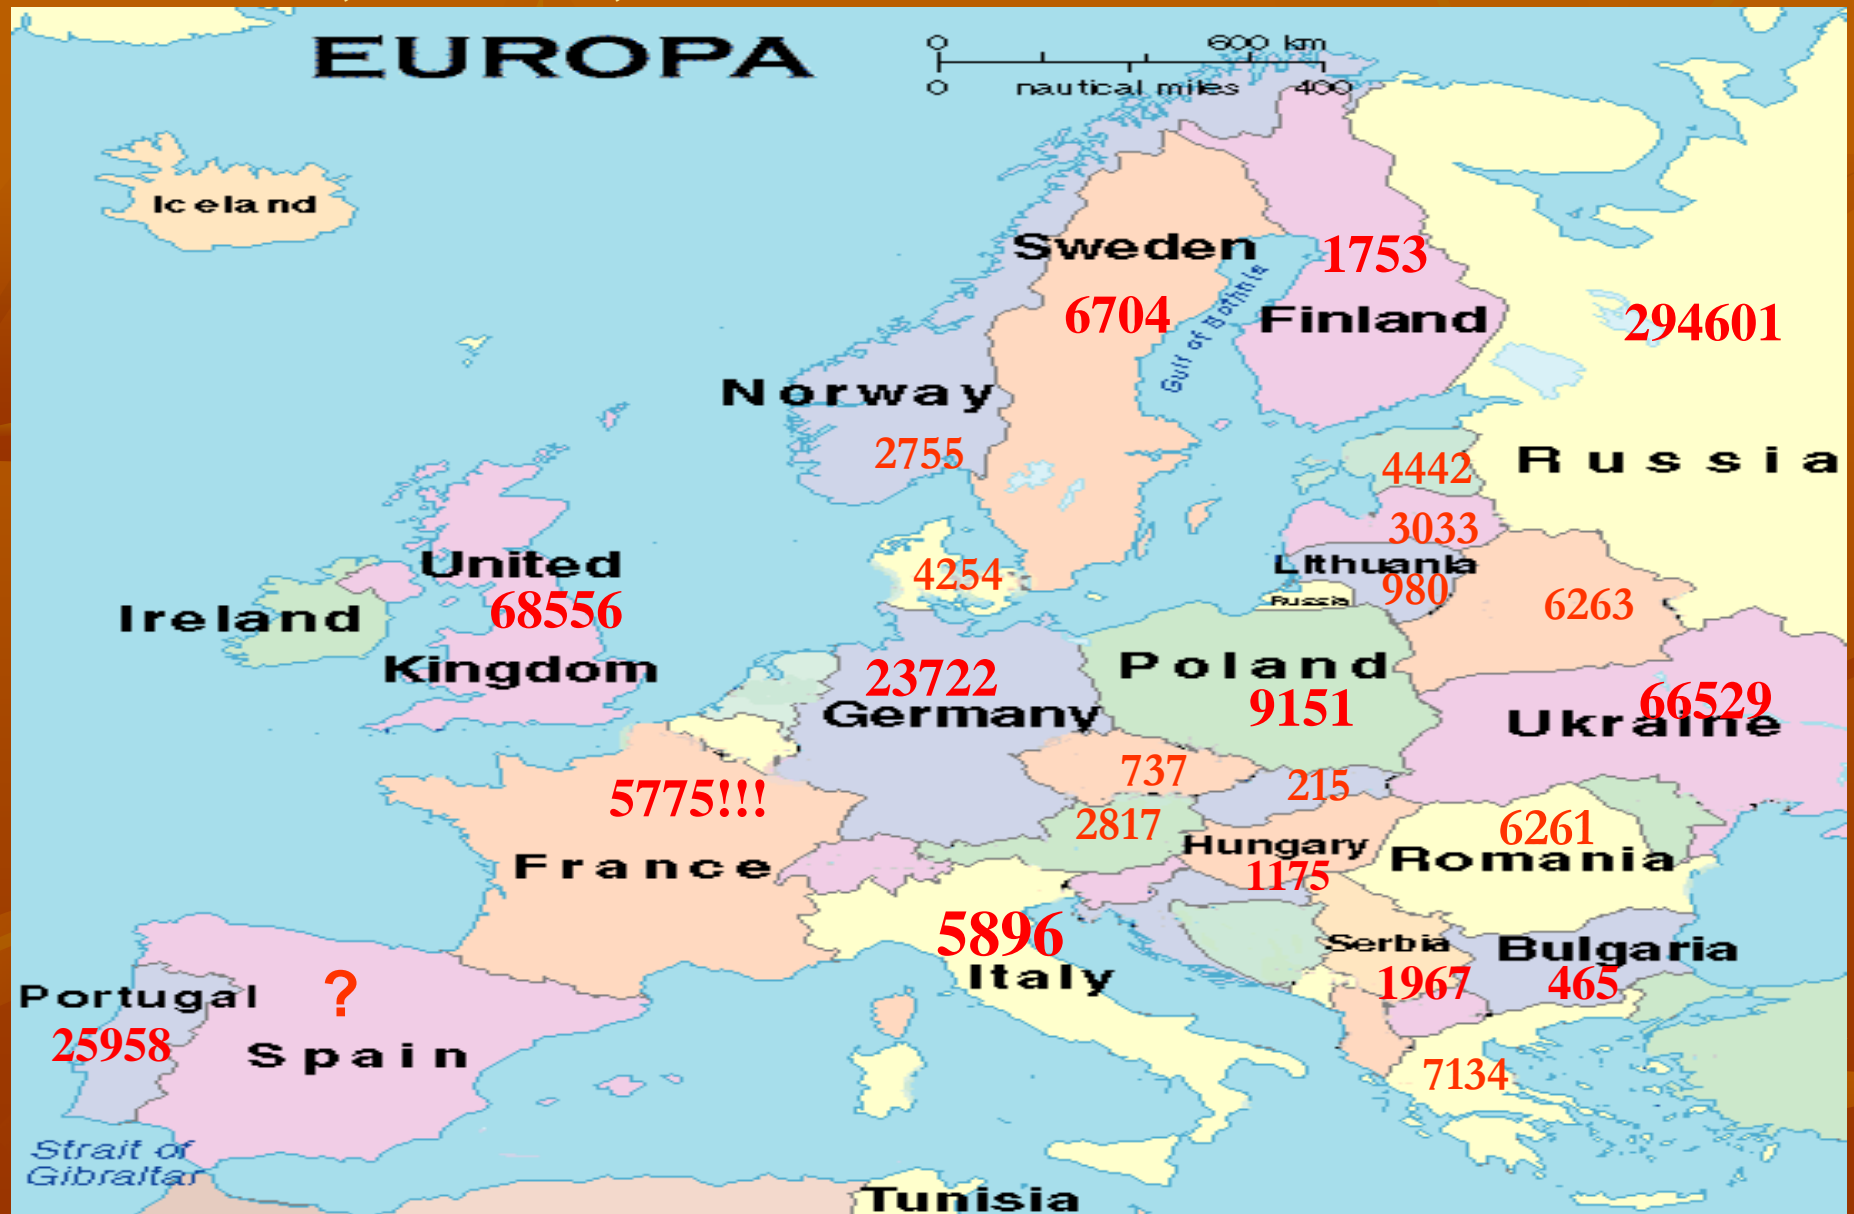 EUROPA
0 600 km
0 nautical miles 400
Iceland
Sweden
1753
6704
Gulf of Bothnia
Finland
294601
Norway
2755
4442
Russia
3033
United
4254
Lithuania
980
6263
Russia
Ireland
68556
Kingdom
23722
Poland
Germany
9151
66529
Ukraine
737
215
5775!!!
2817
6261
Hungary
Romania
France
1175
5896
Serbia
Bulgaria
Italy
1967
465
?
Portugal
25958
Spain
7134
Strait of
Gibraltar
Tunisia